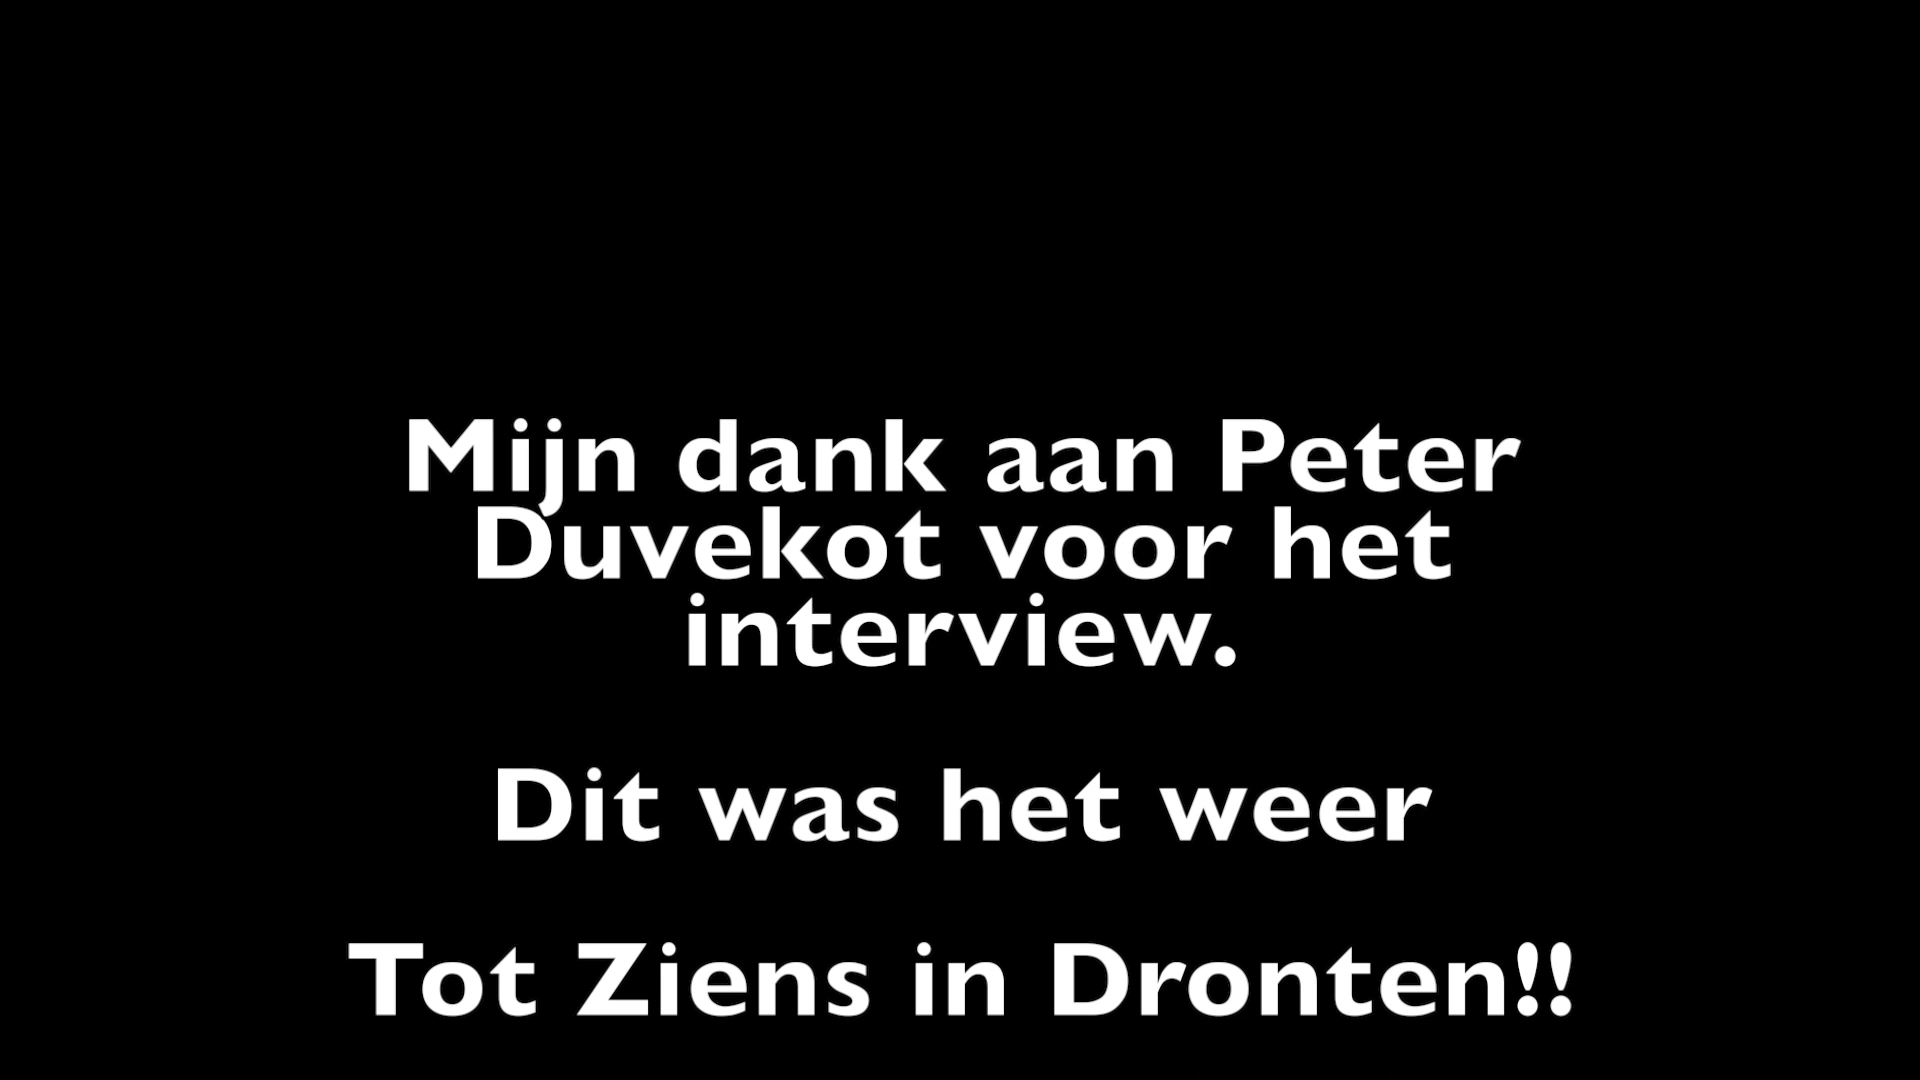 Mijn dank aan Peter
Duvekot voor het
interview.
Dit was het weer
Tot Ziens in Dronten!!